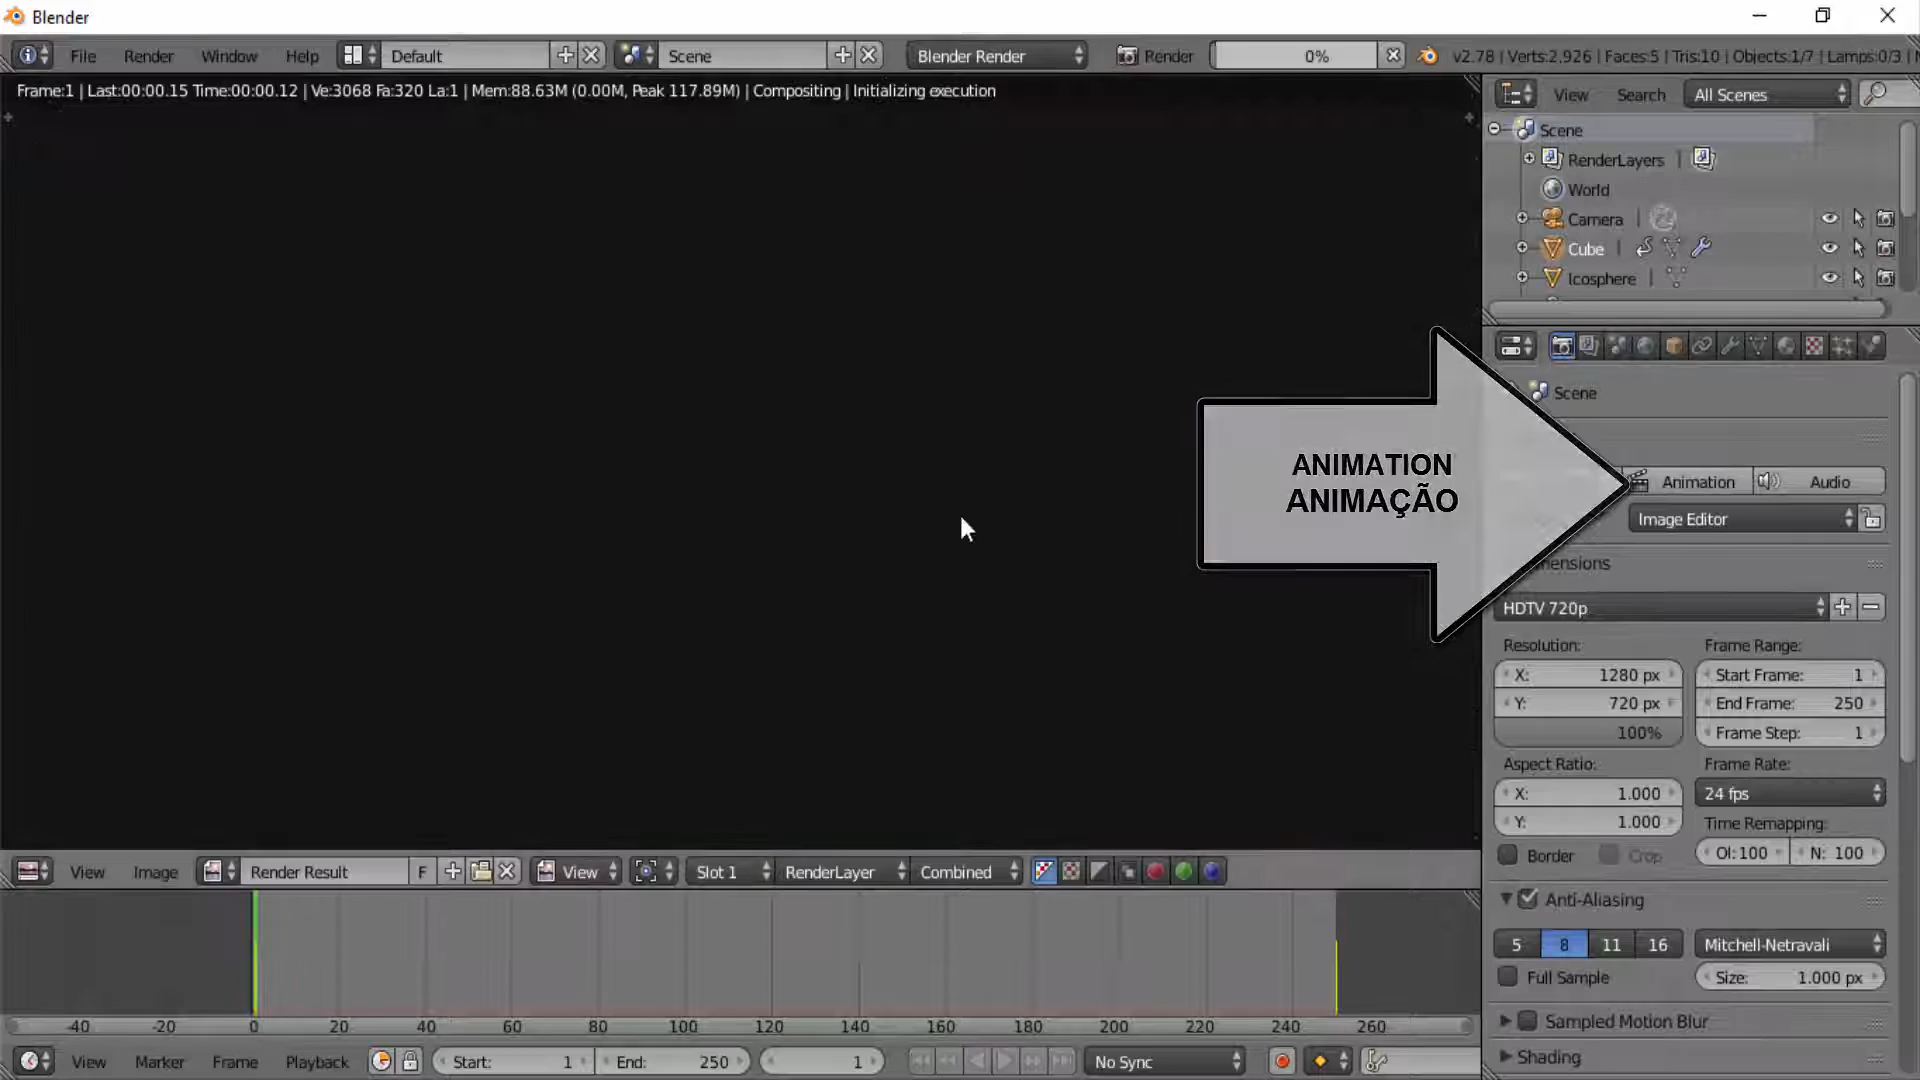 Blender
File Render Window Help Default Scene Blender Render Render 0% v2.78 | Verts:2,926 | Faces:5 | Tris:10 | Objects:1/7 | Lamps:0/3 |
Frame:1 | Last:00:00.15 Time:00:00.12 | Ve:3068 Fa:320 La:1 | Mem:88.63M (0.00M, Peak 117.89M) | Compositing | Initializing execution
View Search All Scenes
Scene
RenderLayers |
World
Camera |
Cube |
Icosphere |
Scene
ANIMATION
ANIMAÇÃO
Animation Audio
Image Editor
mensions
HDTV 720p
Resolution: Frame Range:
X: 1280 px Start Frame: 1
Y: 720 px End Frame: 250
100% Frame Step: 1
Aspect Ratio: Frame Rate:
X: 1.000 24 fps
Y: 1.000 Time Remapping:
Border Crop Ol:100 N: 100
View Image Render Result F View Slot 1 RenderLayer Combined
Anti-Aliasing
5 8 11 16 Mitchell-Netravali
Full Sample Size: 1.000 px
Sampled Motion Blur
Shading
-40 -20 0 20 40 60 80 100 120 140 160 180 200 220 240 260
View Marker Frame Playback Start: 1 End: 250 1 No Sync